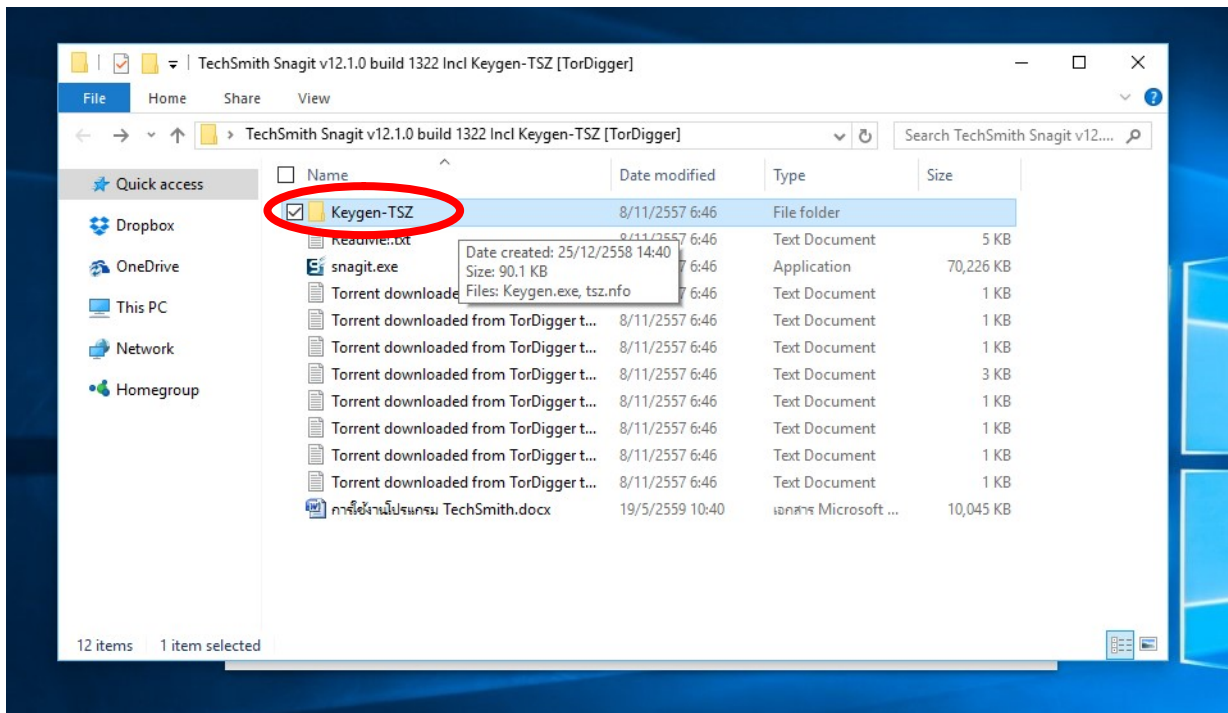 TechSmith Snagit v12.1.0 build 1322 Incl Keygen-TSZ [TorDigger]
File Home Share View
TechSmith Snagit v12.1.0 build 1322 Incl Keygen-TSZ [TorDigger] Search TechSmith Snagit v12....
Name Date modified Type Size
Quick access
Dropbox
OneDrive
This PC
Network
Homegroup
Keygen-TSZ 8/11/2557 6:46 File folder
ReadMe!.txt 8/11/2557 6:46 Text Document 5 KB
Date created: 25/12/2558 14:40
Size: 90.1 KB
Files: Keygen.exe, tsz.nfo
snagit.exe 7 6:46 Application 70,226 KB
Torrent downloade 7 6:46 Text Document 1 KB
Torrent downloaded from TorDigger t... 8/11/2557 6:46 Text Document 1 KB
Torrent downloaded from TorDigger t... 8/11/2557 6:46 Text Document 1 KB
Torrent downloaded from TorDigger t... 8/11/2557 6:46 Text Document 3 KB
Torrent downloaded from TorDigger t... 8/11/2557 6:46 Text Document 1 KB
Torrent downloaded from TorDigger t... 8/11/2557 6:46 Text Document 1 KB
Torrent downloaded from TorDigger t... 8/11/2557 6:46 Text Document 1 KB
Torrent downloaded from TorDigger t... 8/11/2557 6:46 Text Document 1 KB
การใช้งานโปรแกรม TechSmith.docx 19/5/2559 10:40 เอกสาร Microsoft ... 10,045 KB
12 items 1 item selected